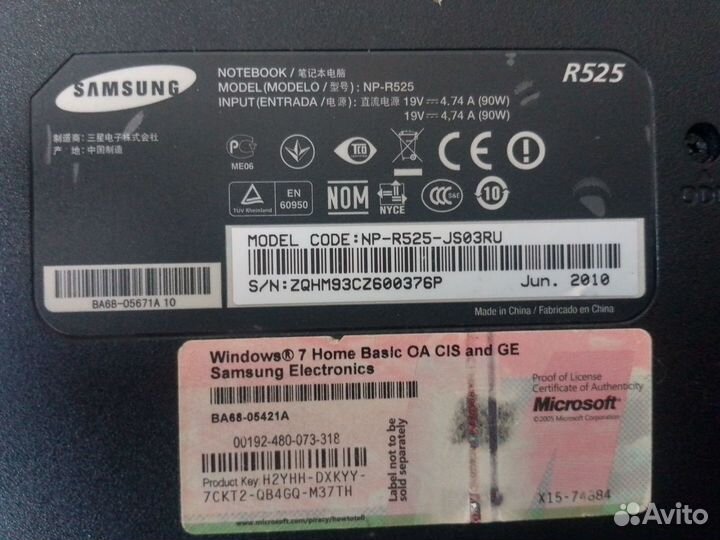 SAMSUNG
NOTEBOOK / 笔记本电脑
MODEL(MODELO / 型号): NP-R525
INPUT(ENTRADA / 电源): 直流电源 19V ⎓ 4.74 A (90W)
19V ⎓ 4,74 A (90W)
R525
制造商: 三星电子株式会社
产 地: 中国制造
ME06
TCO
CE
TÜV Rheinland
EN
60950
NOM
NYCE
CCC S&E
10
MODEL CODE:NP-R525-JS03RU
S/N:ZQHM93CZ600376P
Jun. 2010
BA68-05671A 10
Made in China / Fabricado en China
Windows® 7 Home Basic OA CIS and GE
Samsung Electronics
BA68-05421A
00192-480-073-318
Product Key: H2YHH-DXKYY-
7CKT2-QB4GQ-M37TH
www.microsoft.com/piracy/howtotell
Label not to be
sold separately
Proof of License
Certificate of Authenticity
Microsoft®
©2005 Microsoft Corporation
Avito